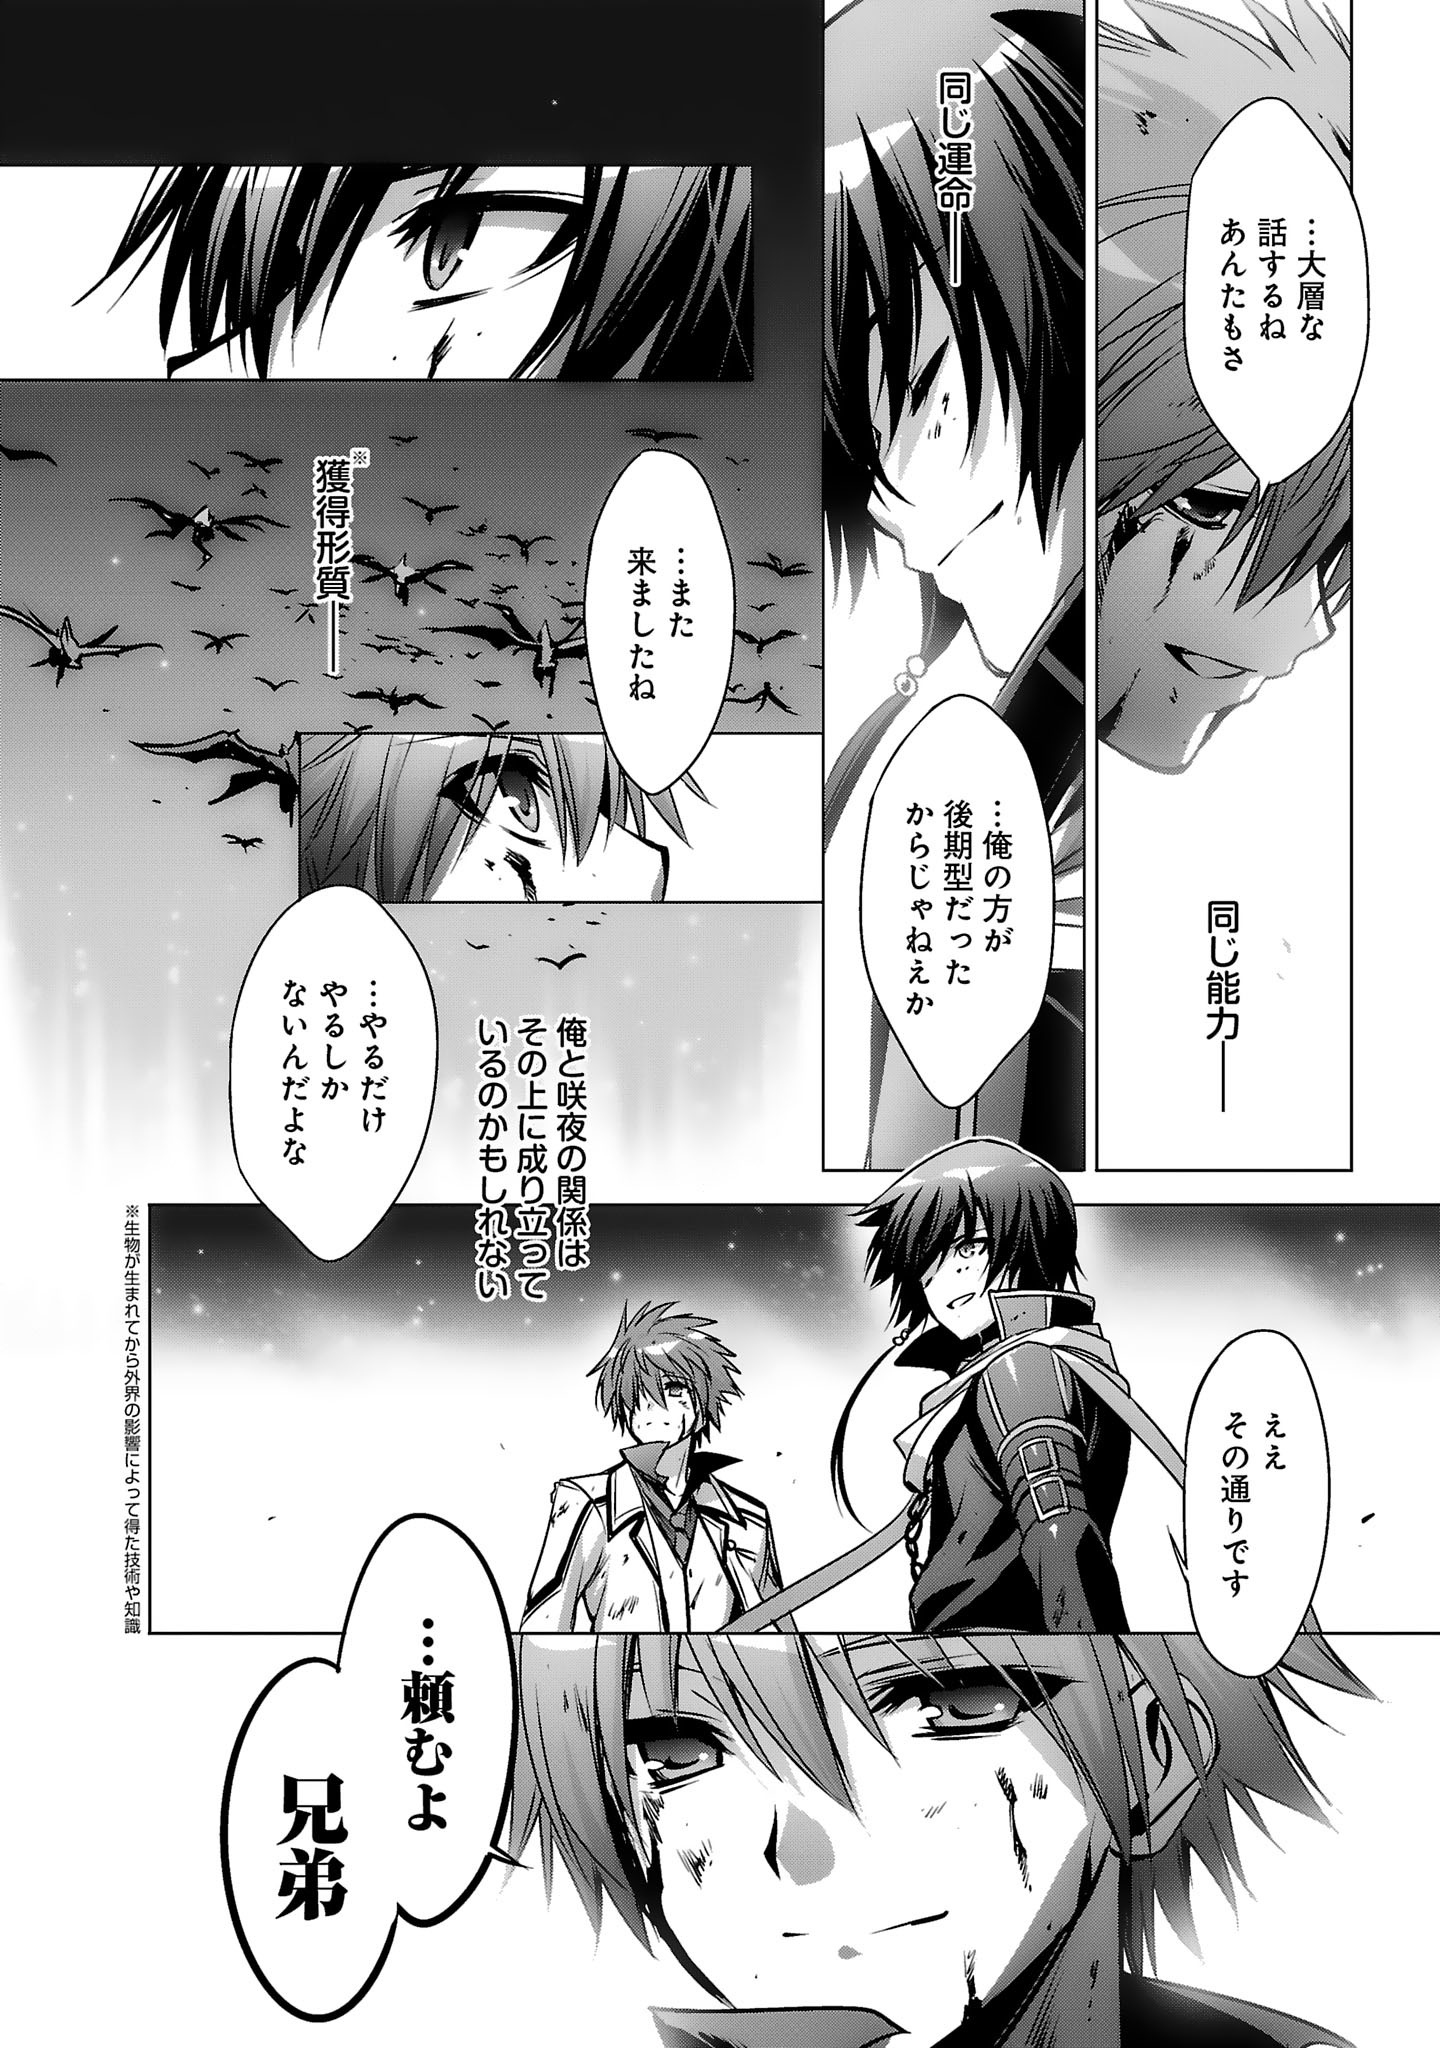 …大層な
話するね
あんたもさ
同じ能力――
同じ運命――
…俺の方が
後期型だった
からじゃねえか
…また
来ましたね
※
獲得形質――
俺と咲夜の関係は
その上に成り立って
いるのかもしれない
…やるだけ
やるしか
ないんだよな
ええ
その通りです
…頼むよ
兄弟
※生物が生まれてから外界の影響によって得た技術や知識